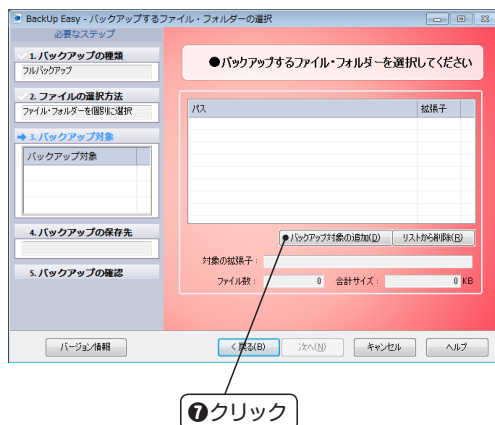 BackUp Easy - バックアップするファイル・フォルダーの選択
必要なステップ
1. バックアップの種類
フルバックアップ
2. ファイルの選択方法
ファイル・フォルダーを個別に選択
3. バックアップ対象
バックアップ対象
4. バックアップの保存先
5. バックアップの確認
●バックアップするファイル・フォルダーを選択してください
パス 拡張子
●バックアップ対象の追加(D) リストから削除(R)
対象の拡張子:
ファイル数: 0 合計サイズ: 0 KB
バージョン情報 < 戻る(B) 次へ(N) キャンセル ヘルプ
❼クリック